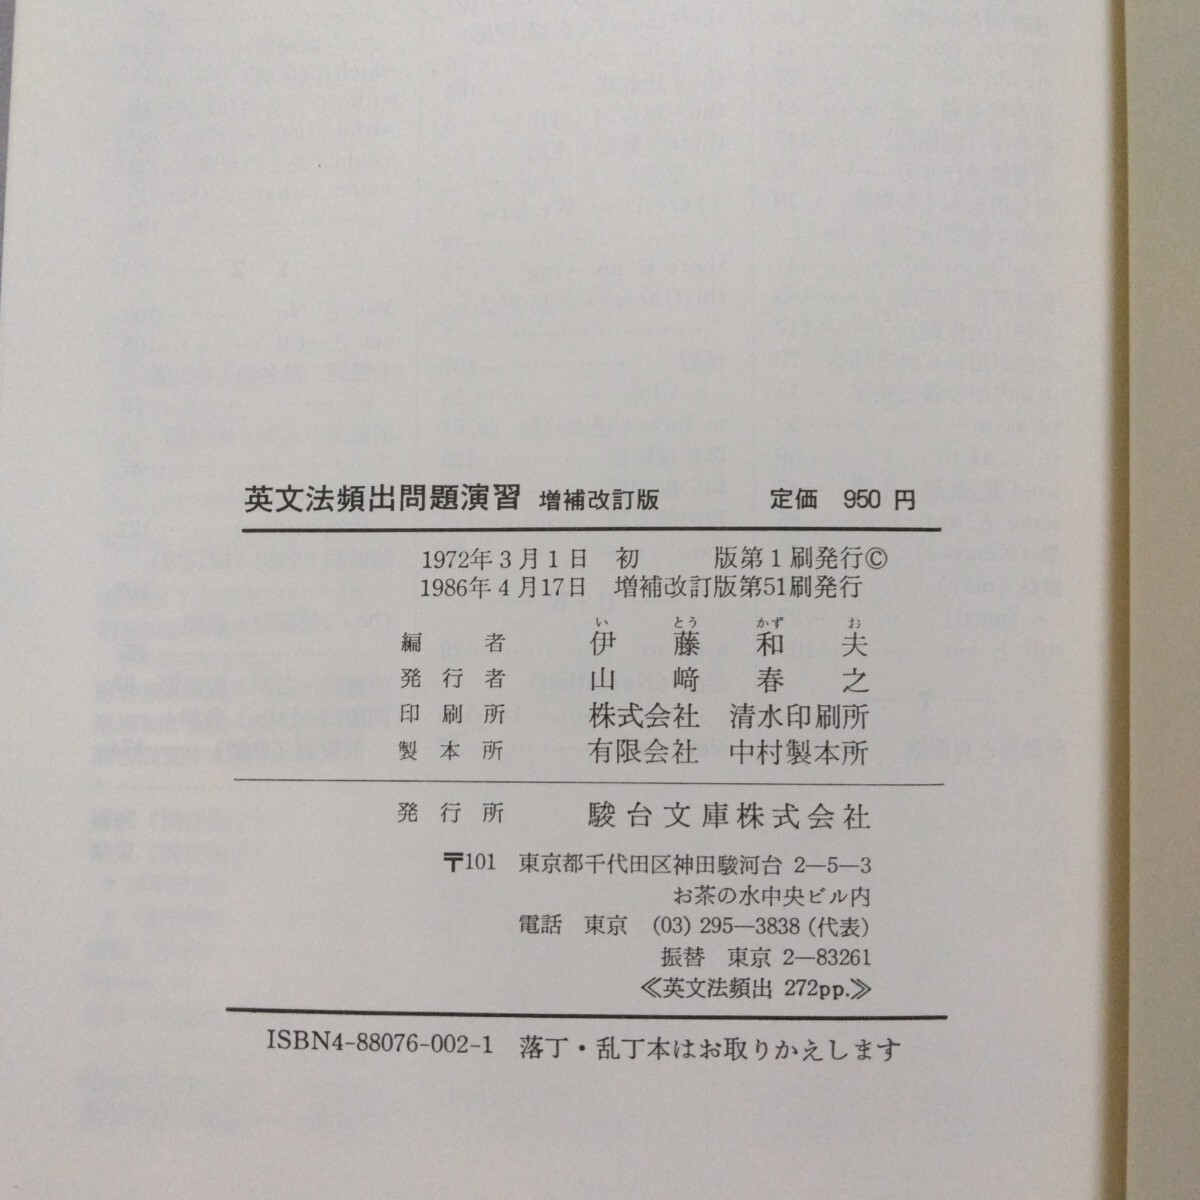 英文法頻出問題演習 増補改訂版 定価 950 円
1972年3月1日 初 版第1刷発行©
1986年4月17日 増補改訂版第51刷発行
い とう かず お
編 者 伊 藤 和 夫
発 行 者 山 﨑 春 之
印 刷 所 株式会社 清水印刷所
製 本 所 有限会社 中村製本所
発 行 所 駿台文庫株式会社
〒101 東京都千代田区神田駿河台 2―5―3
お茶の水中央ビル内
電話 東京 (03) 295―3838 (代表)
振替 東京 2―83261
≪英文法頻出 272pp.≫
ISBN4-88076-002-1 落丁・乱丁本はお取りかえします